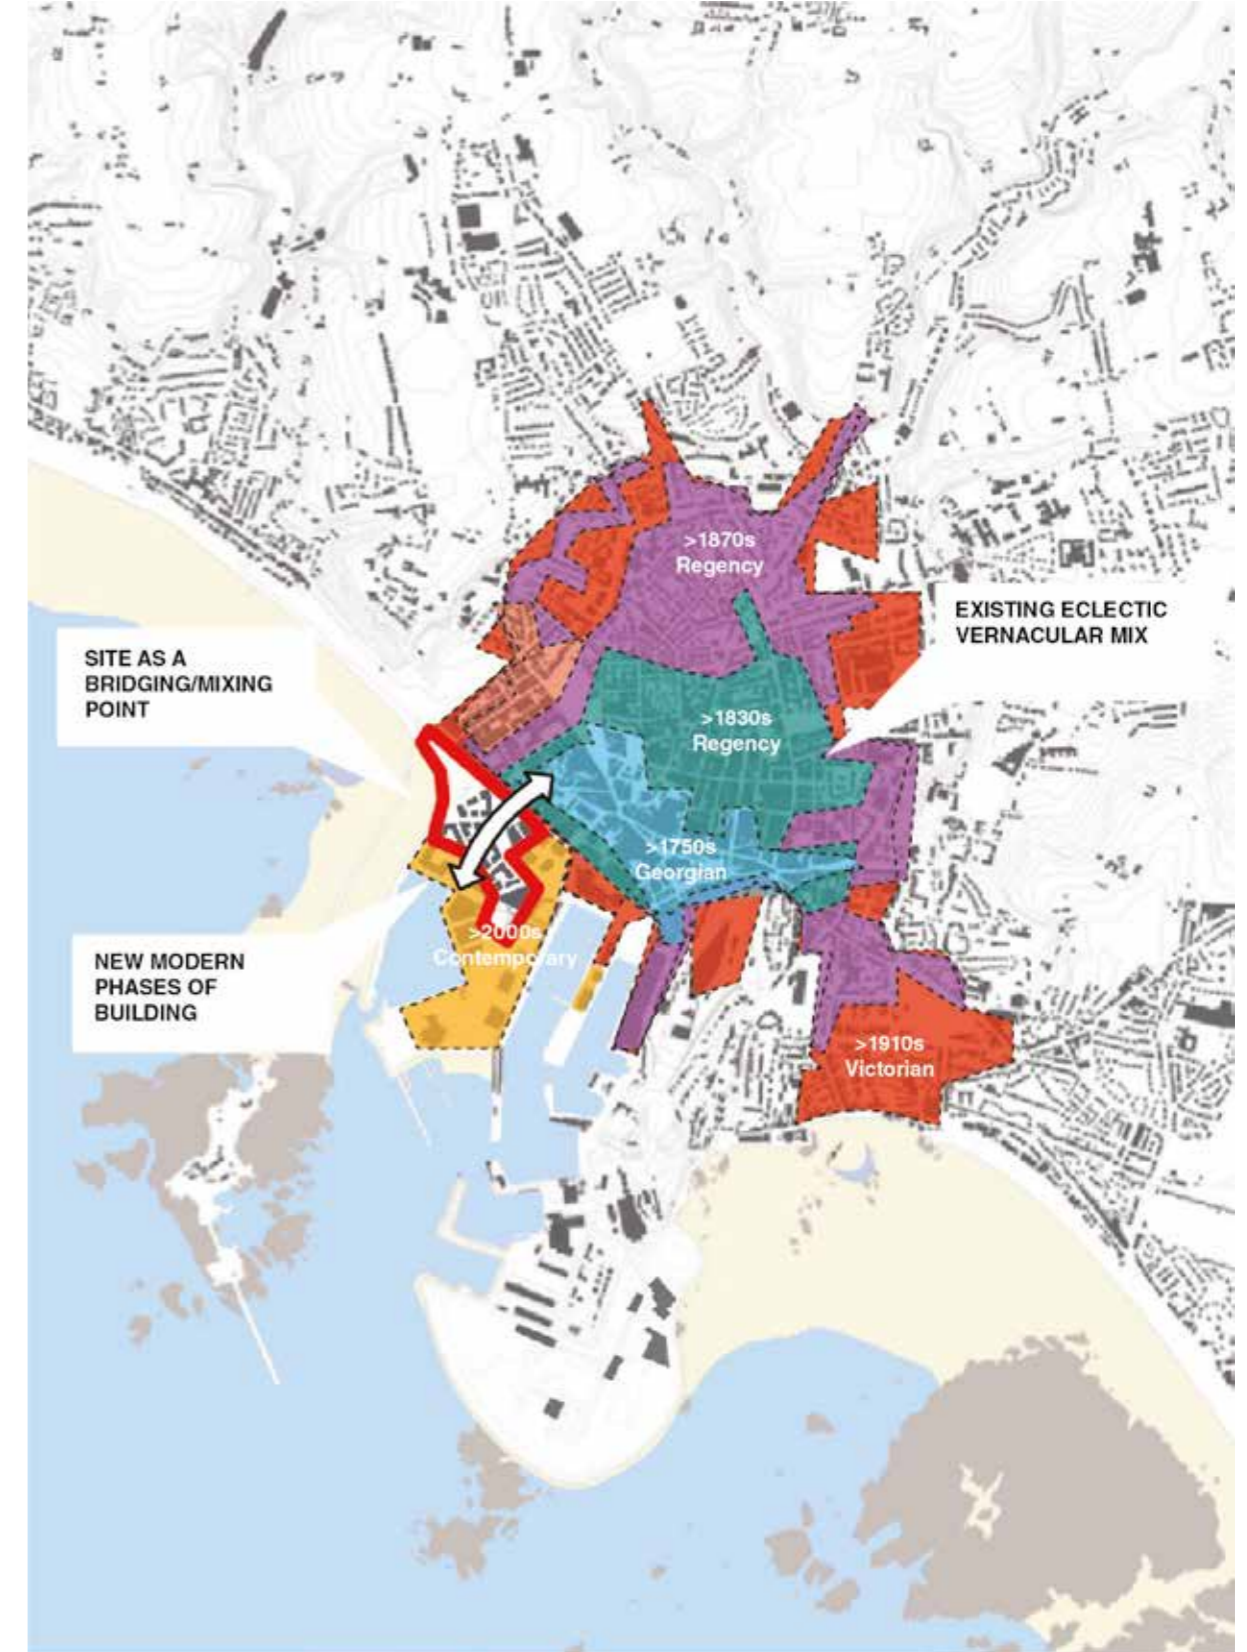 >1870s
Regency
EXISTING ECLECTIC
VERNACULAR MIX
SITE AS A
BRIDGING/MIXING
POINT
>1830s
Regency
>1750s
Georgian
>2000s
Contemporary
NEW MODERN
PHASES OF
BUILDING
>1910s
Victorian